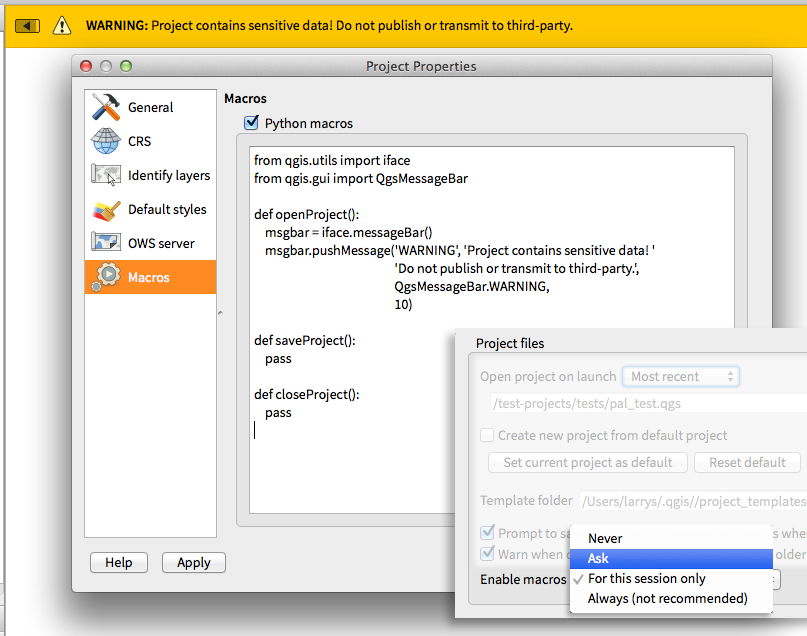 WARNING: Project contains sensitive data! Do not publish or transmit to third-party.
Project Properties
General
CRS
Identify layers
Default styles
OWS server
Macros
Macros
Python macros
from qgis.utils import iface
from qgis.gui import QgsMessageBar
def openProject():
msgbar = iface.messageBar()
msgbar.pushMessage('WARNING', 'Project contains sensitive data! '
'Do not publish or transmit to third-party.',
QgsMessageBar.WARNING,
10)
def saveProject():
pass
def closeProject():
pass
Help
Apply
Project files
Open project on launch Most recent
/test-projects/tests/pal_test.qgs
Create new project from default project
Set current project as default
Reset default
Template folder /Users/larrys/.qgis//project_templates
Prompt to
Warn when older
Enable macros
Never
Ask
For this session only
Always (not recommended)